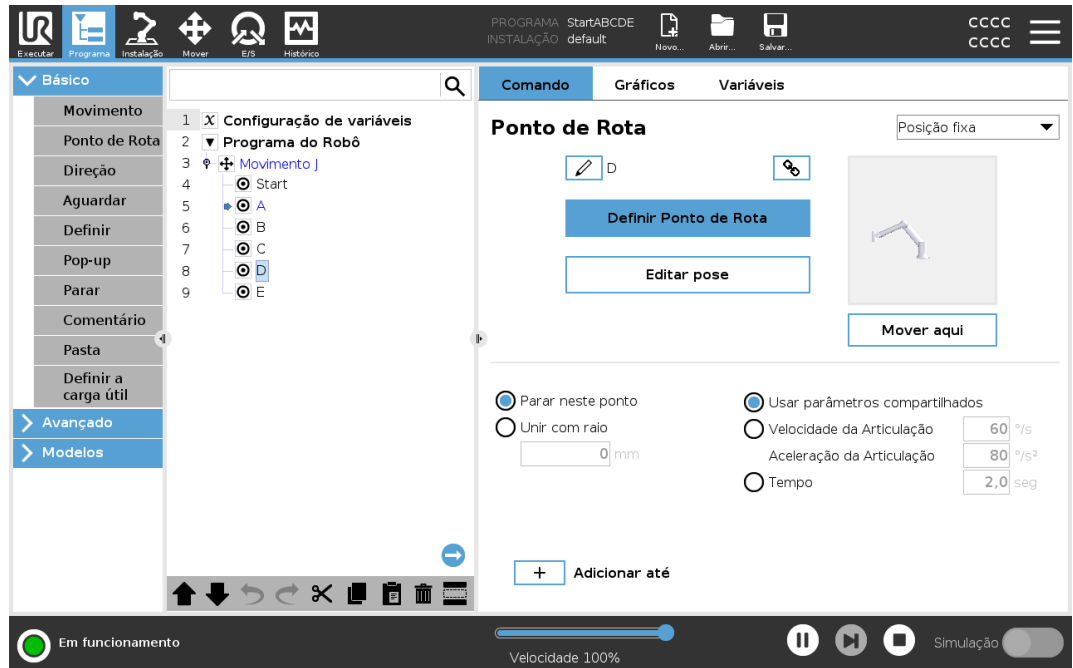 PROGRAMA StartABCDE
INSTALAÇÃO default
CCCC
CCCC
Executar Programa Instalação Mover E/S Histórico Novo... Abrir... Salvar...
Básico
Movimento
Ponto de Rota
Direção
Aguardar
Definir
Pop-up
Parar
Comentário
Pasta
Definir a
carga útil
Avançado
Modelos
1 X Configuração de variáveis
2 Programa do Robô
3 Movimento J
4 Start
5 A
6 B
7 C
8 D
9 E
Comando Gráficos Variáveis
Ponto de Rota
Posição fixa
D
Definir Ponto de Rota
Editar pose
Mover aqui
Parar neste ponto
Unir com raio
0 mm
Usar parâmetros compartilhados
Velocidade da Articulação 60 °/s
Aceleração da Articulação 80 °/s²
Tempo 2,0 seg
+ Adicionar até
Em funcionamento
Velocidade 100%
Simulação